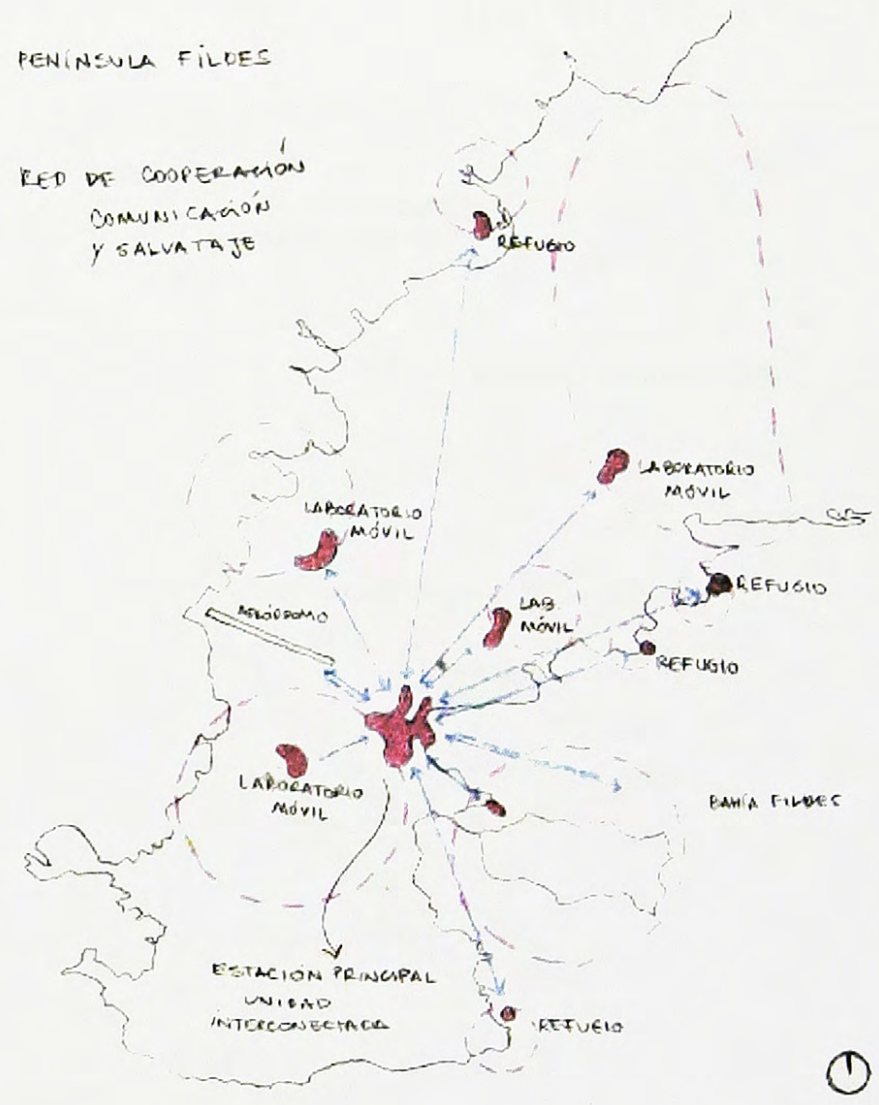 PENÍNSULA FILDES
RED DE COOPERACIÓN
COMUNICACIÓN
Y SALVATAJE
REFUGIO
LABORATORIO
MÓVIL
LABORATORIO
MÓVIL
REFUGIO
LAB
MÓVIL
AERÓDROMO
REFUGIO
LABORATORIO
MÓVIL
BAHÍA FILDES
ESTACIÓN PRINCIPAL
UNIDAD
INTERCONECTADA
REFUGIO